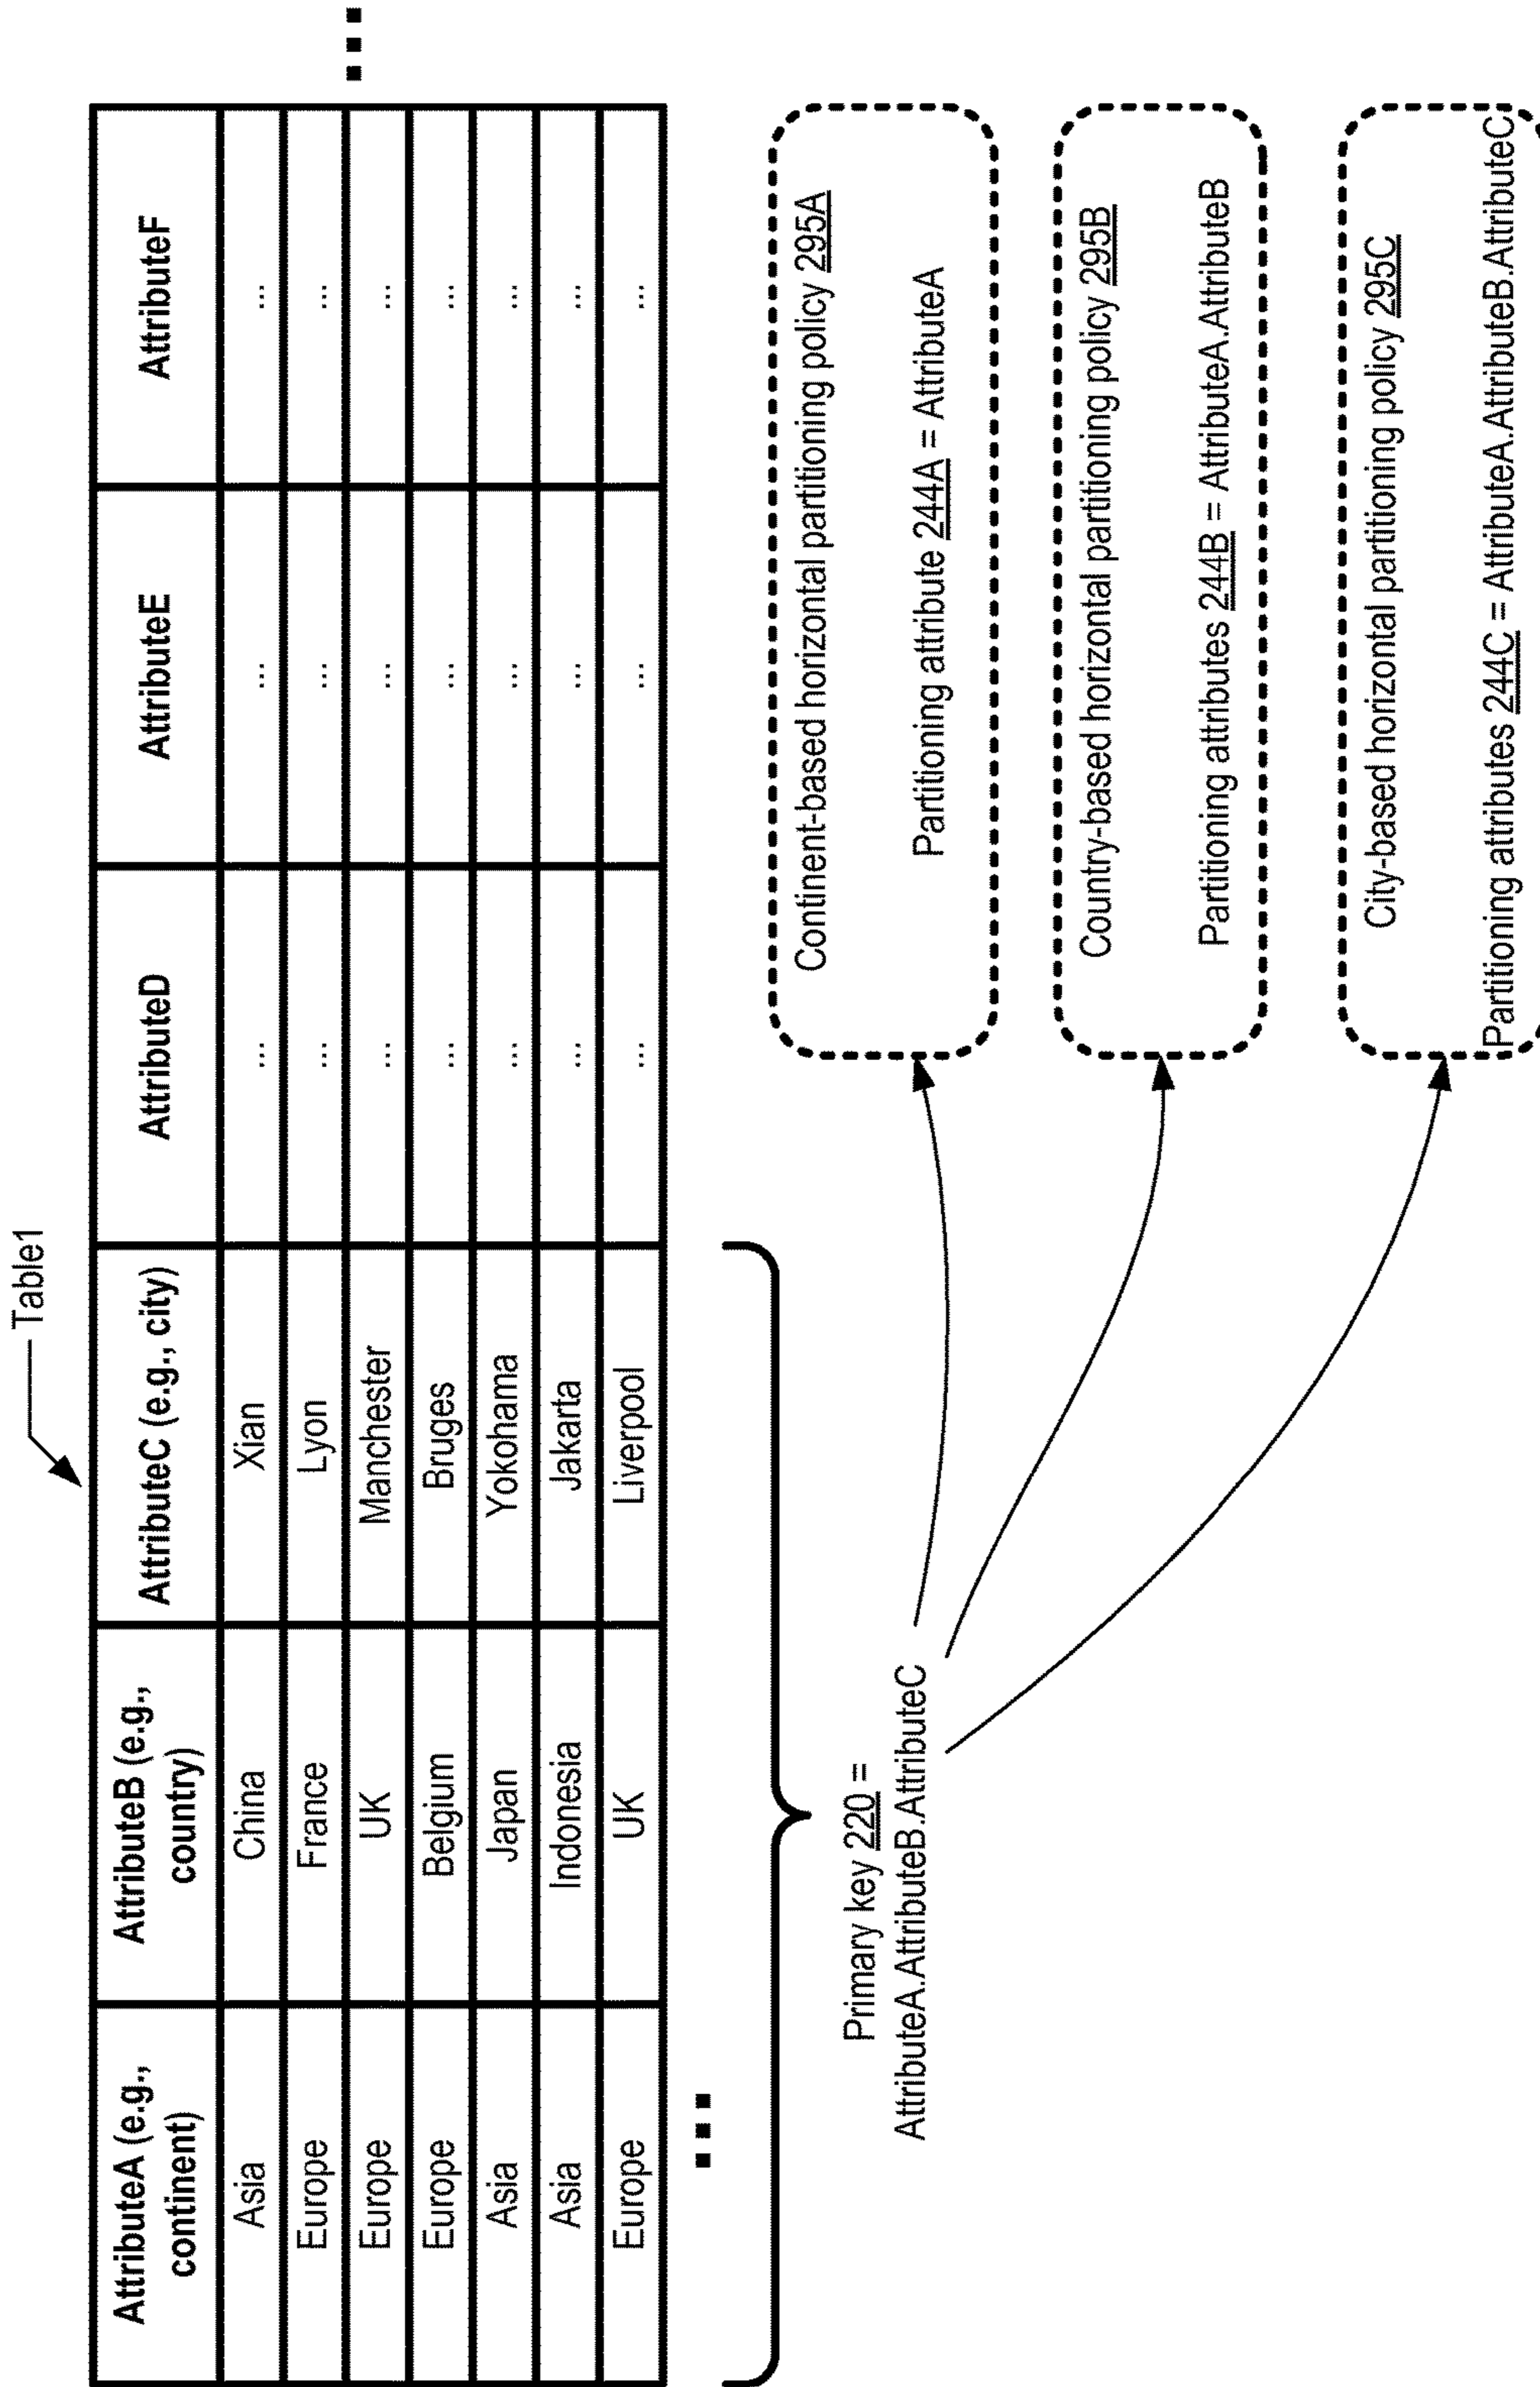 Table1
AttributeA (e.g., continent) AttributeB (e.g., country) AttributeC (e.g., city) AttributeD AttributeE AttributeF
Asia China Xian ... ... ...
Europe France Lyon ... ... ...
Europe UK Manchester ... ... ...
Europe Belgium Bruges ... ... ...
Asia Japan Yokohama ... ... ...
Asia Indonesia Jakarta ... ... ...
Europe UK Liverpool ... ... ...
Primary key 220 =
AttributeA.AttributeB.AttributeC
Continent-based horizontal partitioning policy 295A
Partitioning attribute 244A = AttributeA
Country-based horizontal partitioning policy 295B
Partitioning attributes 244B = AttributeA.AttributeB
City-based horizontal partitioning policy 295C
Partitioning attributes 244C = AttributeA.AttributeB.AttributeC